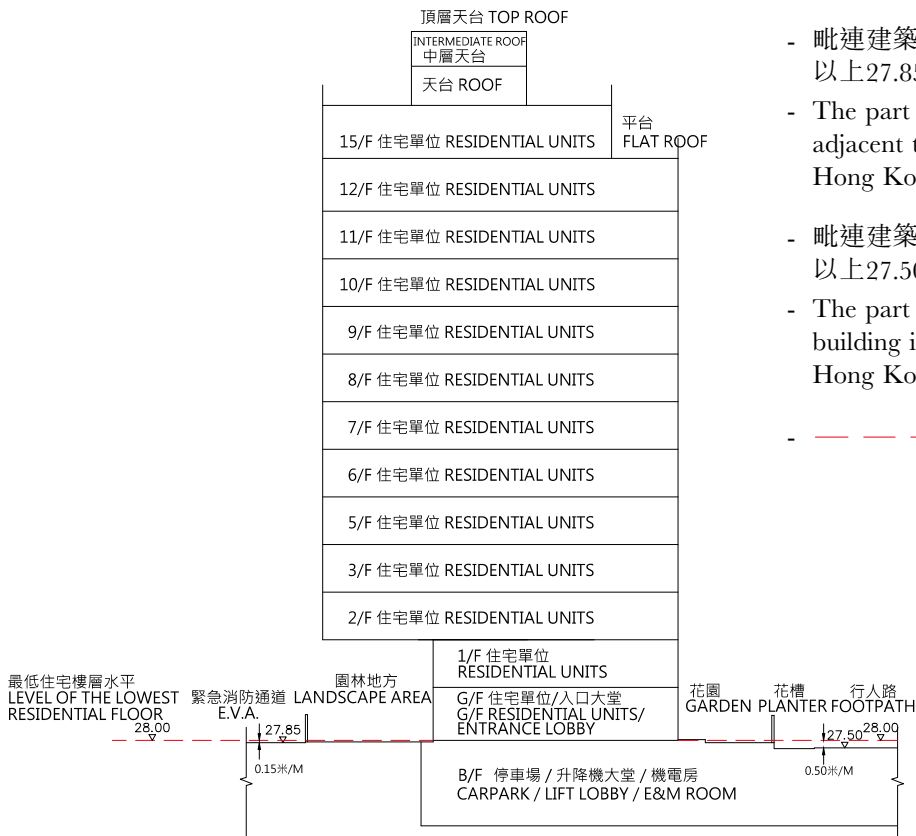 頂層天台 TOP ROOF
INTERMEDIATE ROOF
中層天台
天台 ROOF
平台
FLAT ROOF
15/F 住宅單位 RESIDENTIAL UNITS
12/F 住宅單位 RESIDENTIAL UNITS
11/F 住宅單位 RESIDENTIAL UNITS
10/F 住宅單位 RESIDENTIAL UNITS
9/F 住宅單位 RESIDENTIAL UNITS
8/F 住宅單位 RESIDENTIAL UNITS
7/F 住宅單位 RESIDENTIAL UNITS
6/F 住宅單位 RESIDENTIAL UNITS
5/F 住宅單位 RESIDENTIAL UNITS
3/F 住宅單位 RESIDENTIAL UNITS
2/F 住宅單位 RESIDENTIAL UNITS
1/F 住宅單位
RESIDENTIAL UNITS
G/F 住宅單位/入口大堂
G/F RESIDENTIAL UNITS/
ENTRANCE LOBBY
B/F 停車場 / 升降機大堂 / 機電房
CARPARK / LIFT LOBBY / E&M ROOM
最低住宅樓層水平
LEVEL OF THE LOWEST
RESIDENTIAL FLOOR
28.00
緊急消防通道
E.V.A.
27.85
0.15米/M
園林地方
LANDSCAPE AREA
花園
GARDEN
花槽
PLANTER
行人路
FOOTPATH
27.50
28.00
0.50米/M
- 毗連建築
以上27.85
- The part
adjacent t
Hong Ko
- 毗連建築
以上27.50
- The part
building i
Hong Ko
-